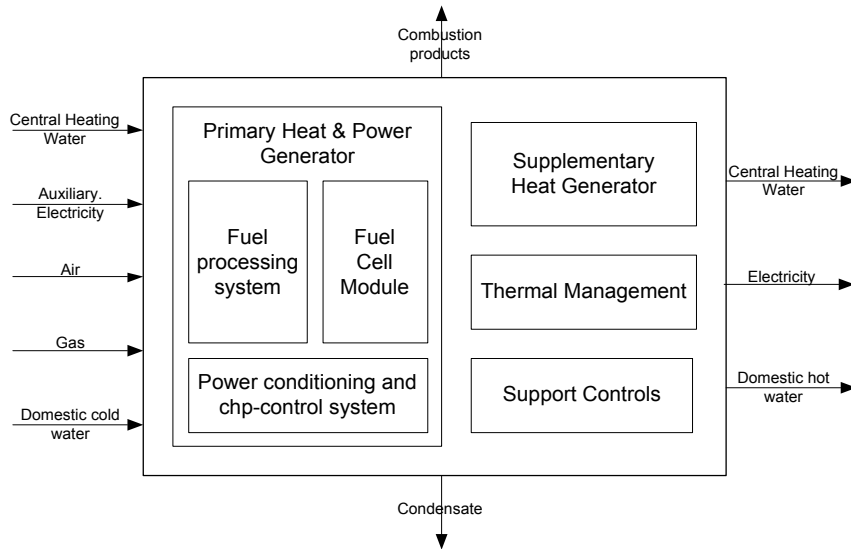 Combustion
products
Central Heating
Water
Auxiliary.
Electricity
Air
Gas
Domestic cold
water
Primary Heat & Power
Generator
Fuel
processing
system
Fuel
Cell
Module
Power conditioning and
chp-control system
Supplementary
Heat Generator
Thermal Management
Support Controls
Central Heating
Water
Electricity
Domestic hot
water
Condensate